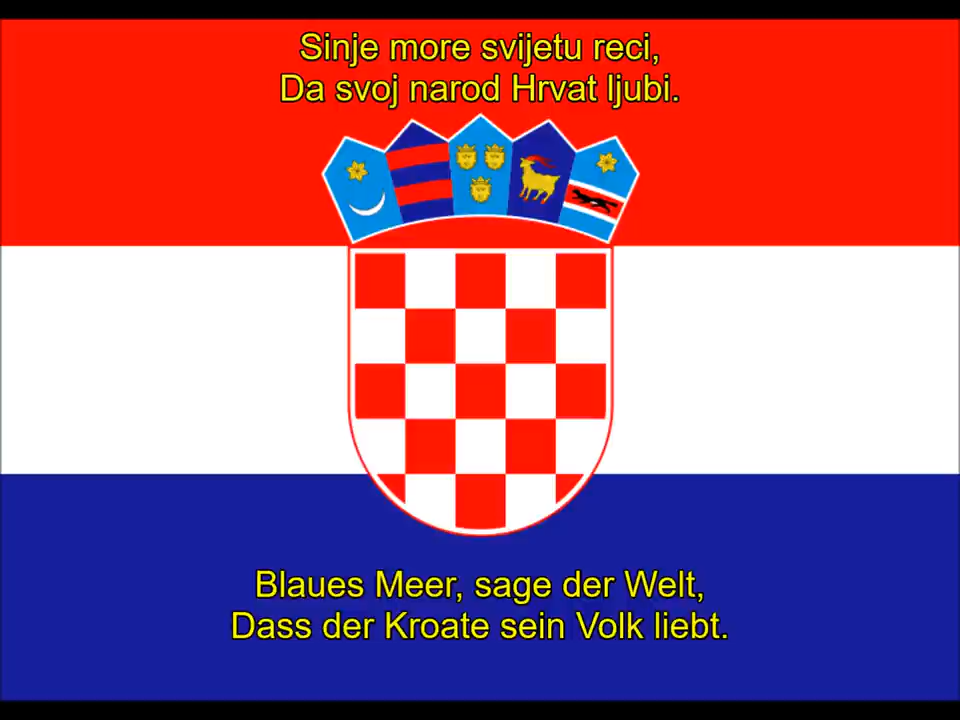 Sinje more svijetu reci,
Da svoj narod Hrvat ljubi.
Blaues Meer, sage der Welt,
Dass der Kroate sein Volk liebt.